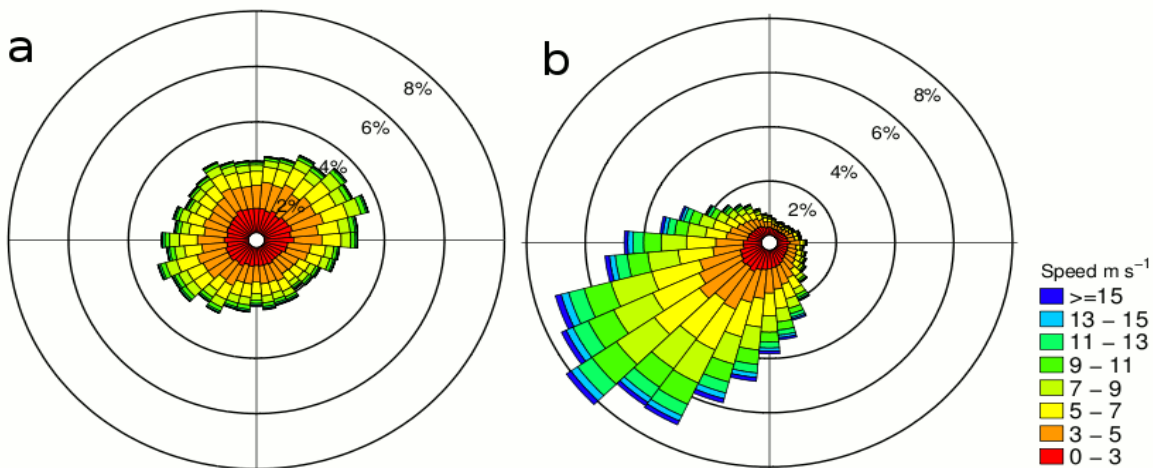 a
8%
6%
4%
2%
b
8%
6%
4%
2%
Speed m s⁻¹
>=15
13 – 15
11 – 13
9 – 11
7 – 9
5 – 7
3 – 5
0 – 3